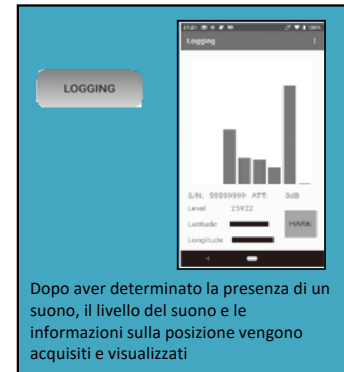 Logging
LOGGING
S/N: 99999999 ATT: 0dB
Level 25922
Latitude
MARK
Longitude
Dopo aver determinato la presenza di un
suono, il livello del suono e le
informazioni sulla posizione vengono
acquisiti e visualizzati